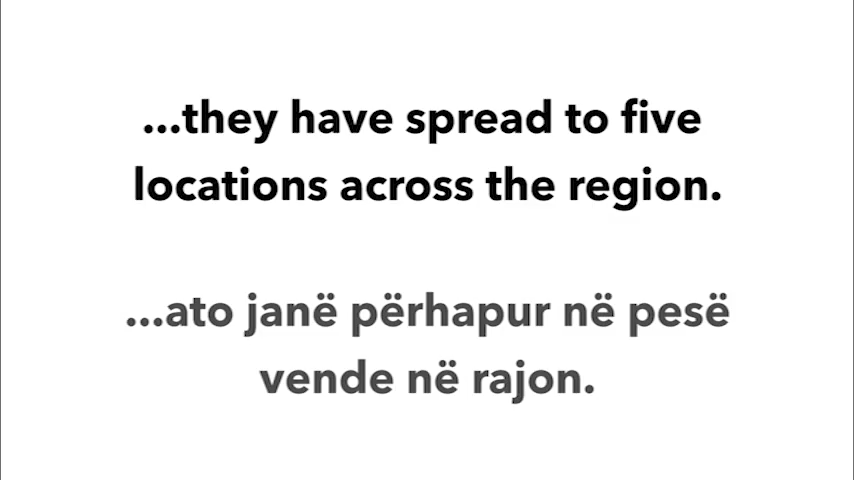 ...they have spread to five
locations across the region.
...ato janë përhapur në pesë
vende në rajon.